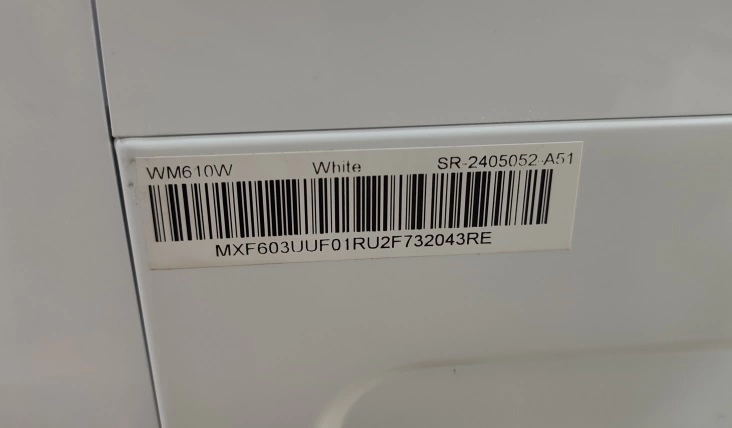 WM610W White SR-2405052-A51
MXF603UUF01RU2F732043RE